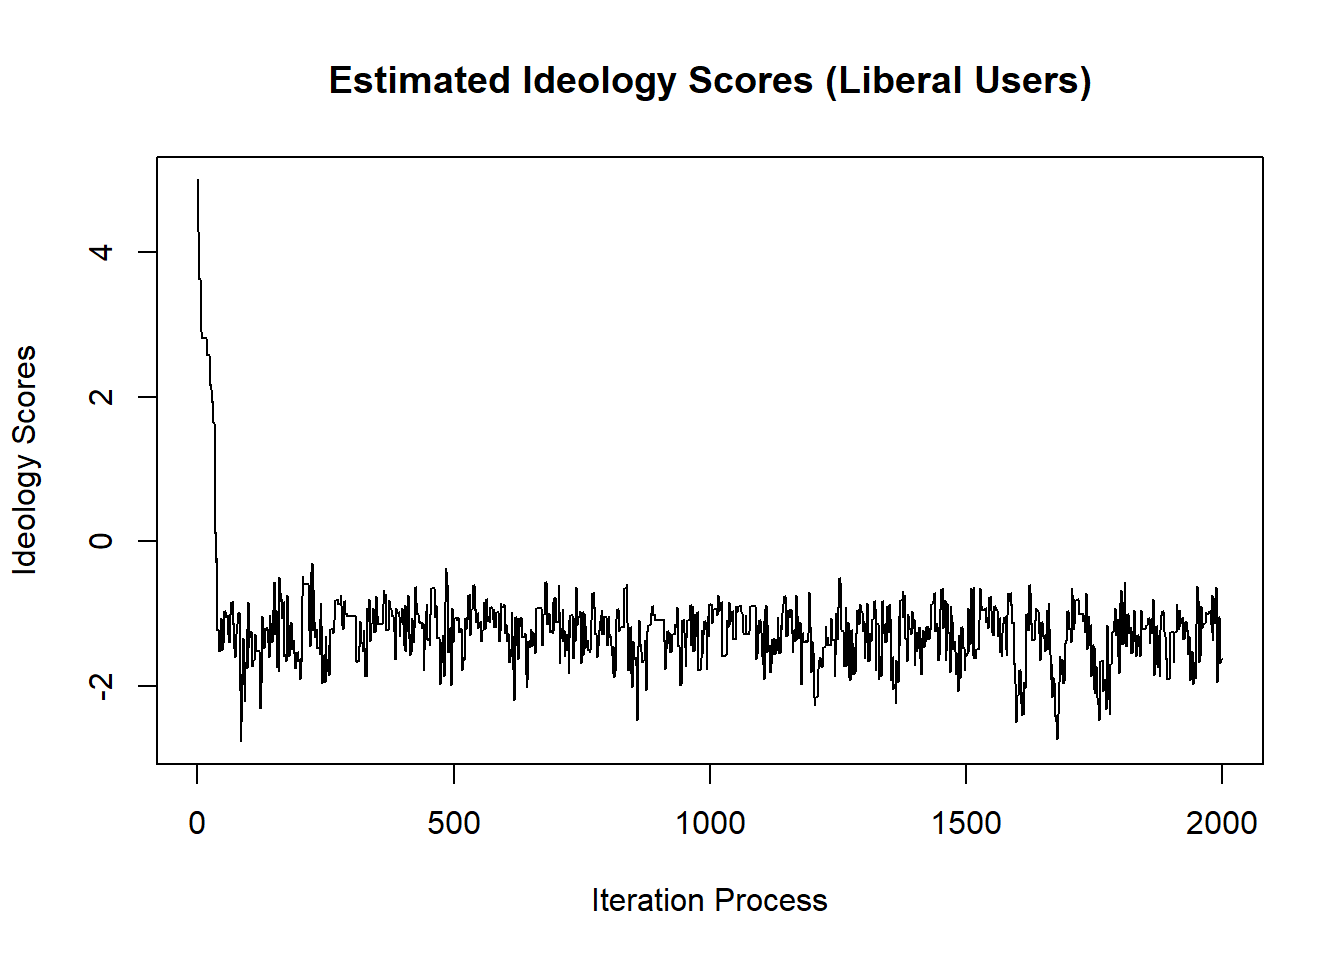 Estimated Ideology Scores (Liberal Users)
Ideology Scores
4
2
0
-2
0 500 1000 1500 2000
Iteration Process